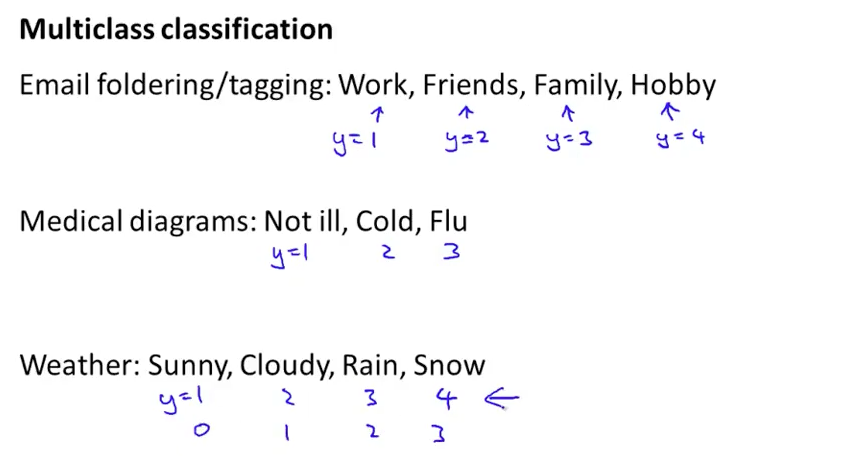 Multiclass classification
Email foldering/tagging: Work, Friends, Family, Hobby
y=1 y=2 y=3 y=4
Medical diagrams: Not ill, Cold, Flu
y=1 2 3
Weather: Sunny, Cloudy, Rain, Snow
y=1 2 3 4 ←
0 1 2 3